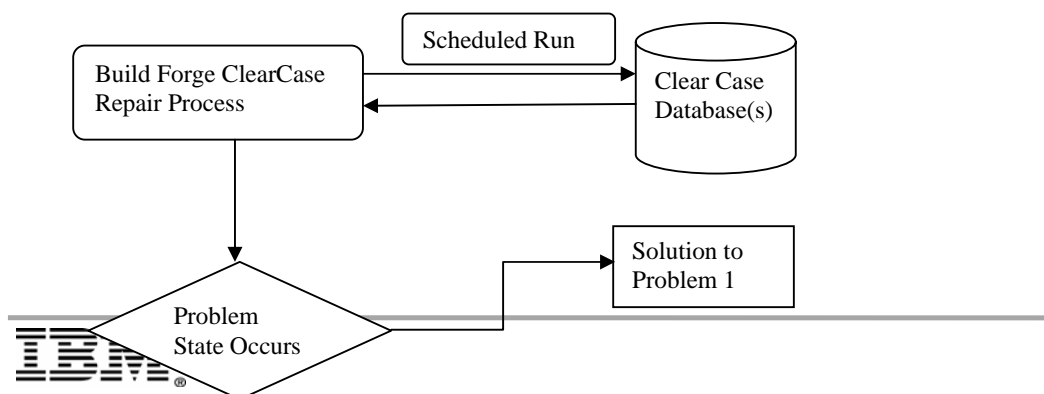 Scheduled Run
Build Forge ClearCase
Repair Process
Clear Case
Database(s)
Solution to
Problem 1
Problem
State Occurs
IBM®